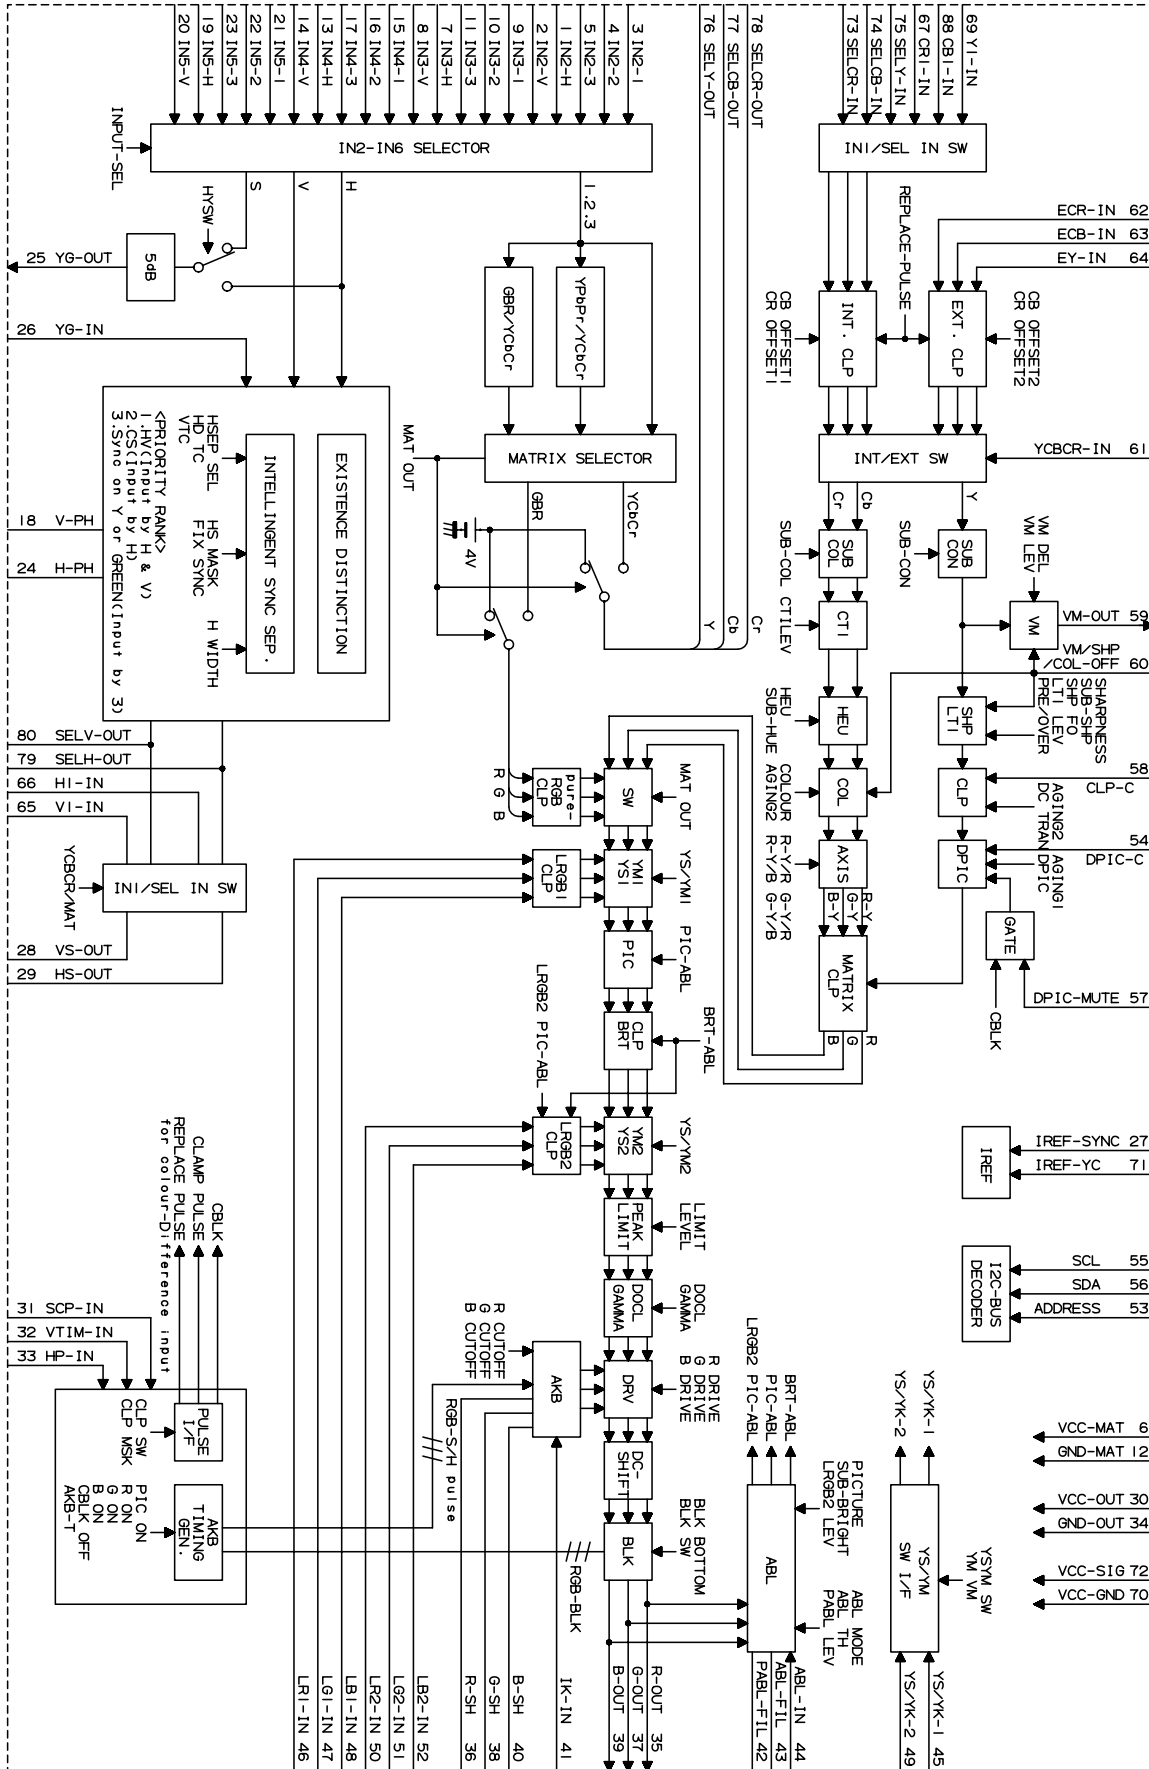 20 IN5-V
19 IN5-H
23 IN5-3
22 IN5-2
21 IN5-1
14 IN4-V
13 IN4-H
17 IN4-3
16 IN4-2
15 IN4-1
8 IN3-V
7 IN3-H
11 IN3-3
10 IN3-2
9 IN3-1
2 IN2-V
1 IN2-H
5 IN2-3
4 IN2-2
3 IN2-1
76 SELY-OUT
77 SELCB-OUT
78 SELCR-OUT
73 SELCR-IN
74 SELCB-IN
75 SELY-IN
67 CR1-IN
88 CB1-IN
69 Y1-IN
INPUT-SEL
IN2-IN6 SELECTOR
IN1/SEL IN SW
S
V
H
1.2.3
HYSW
5dB
25 YG-OUT
26 YG-IN
GBR/YCbCr
YPbPr/YCbCr
REPLACE-PULSE
ECR-IN 62
ECB-IN 63
EY-IN 64
CB OFFSET1
CR OFFSET1
INT. CLP
EXT. CLP
CB OFFSET2
CR OFFSET2
MAT OUT
MATRIX SELECTOR
INT/EXT SW
YCBCR-IN 61
GBR
YCbCr
4V
Y
Cb
Cr
Cr
Cb
Y
<PRIORITY RANK>
1.HV(Input by H & V)
2.CS(Input by H)
3.Sync on Y or GREEN(Input by 3)
HSEP SEL
HD TC
VTC
HS MASK
FIX SYNC
H WIDTH
INTELLINGENT SYNC SEP.
EXISTENCE DISTINCTION
18 V-PH
24 H-PH
SUB-COL
SUB
COL
SUB-CON
SUB
CON
VM DEL
VM LEV
VM
VM-OUT 59
VM/SHP
/COL-OFF 60
CTILEV
CTI
HEU
SUB-HUE
HEU
SHP
LTI
SHARPNESS
SUB-SHP
SHP FO
LTI LEV
PRE/OVER
80 SELV-OUT
79 SELH-OUT
66 H1-IN
65 V1-IN
YCBCR/MAT
IN1/SEL IN SW
28 VS-OUT
29 HS-OUT
R
G
B
pure-
RGB
CLP
SW
MAT OUT
COLOUR
AGING2
COL
CLP
58
CLP-C
AGING2
DC TRAN
R-Y/R G-Y/R
R-Y/B G-Y/B
AXIS
DPIC
AGING1
DPIC
54
DPIC-C
LRGB1
CLP
YM1
YS1
YS/YM1
R-Y
G-Y
B-Y
GATE
PIC
PIC-ABL
MATRIX
CLP
CBLK
DPIC-MUTE 57
LRGB2 PIC-ABL
CLP
BRT
BRT-ABL
B
G
R
LRGB2
CLP
YM2
YS2
YS/YM2
IREF
IREF-SYNC 27
IREF-YC 71
PEAK
LIMIT
LIMIT
LEVEL
CBLK
CLAMP PULSE
REPLACE PULSE
for colour-Difference input
I2C-BUS
DECODER
SCL 55
SDA 56
ADDRESS 53
31 SCP-IN
32 VTIM-IN
33 HP-IN
DOCL
GAMMA
DOCL
GAMMA
R CUTOFF
G CUTOFF
B CUTOFF
AKB
DRV
R DRIVE
G DRIVE
B DRIVE
LRGB2 PIC-ABL
PIC-ABL
BRT-ABL
YS/YK-2
YS/YK-1
CLP SW
CLP MSK
PULSE
I/F
RGB-S/H pulse
DC-
SHIFT
VCC-MAT 6
GND-MAT 12
VCC-OUT 30
GND-OUT 34
VCC-SIG 72
VCC-GND 70
PIC ON
R ON
G ON
B ON
CBLK OFF
AKB-T
AKB
TIMING
GEN.
BLK
BLK BOTTOM
BLK SW
RGB-BLK
PICTURE
SUB-BRIGHT
LRGB2 LEV
ABL
ABL MODE
ABL TH
PABL LEV
YS/YM
SW I/F
YSYM SW
YM VM
LR1-IN 46
LG1-IN 47
LB1-IN 48
LR2-IN 50
LG2-IN 51
LB2-IN 52
R-SH 36
G-SH 38
B-SH 40
IK-IN 41
B-OUT 39
G-OUT 37
R-OUT 35
PABL-FIL 42
ABL-FIL 43
ABL-IN 44
YS/YK-2 49
YS/YK-1 45